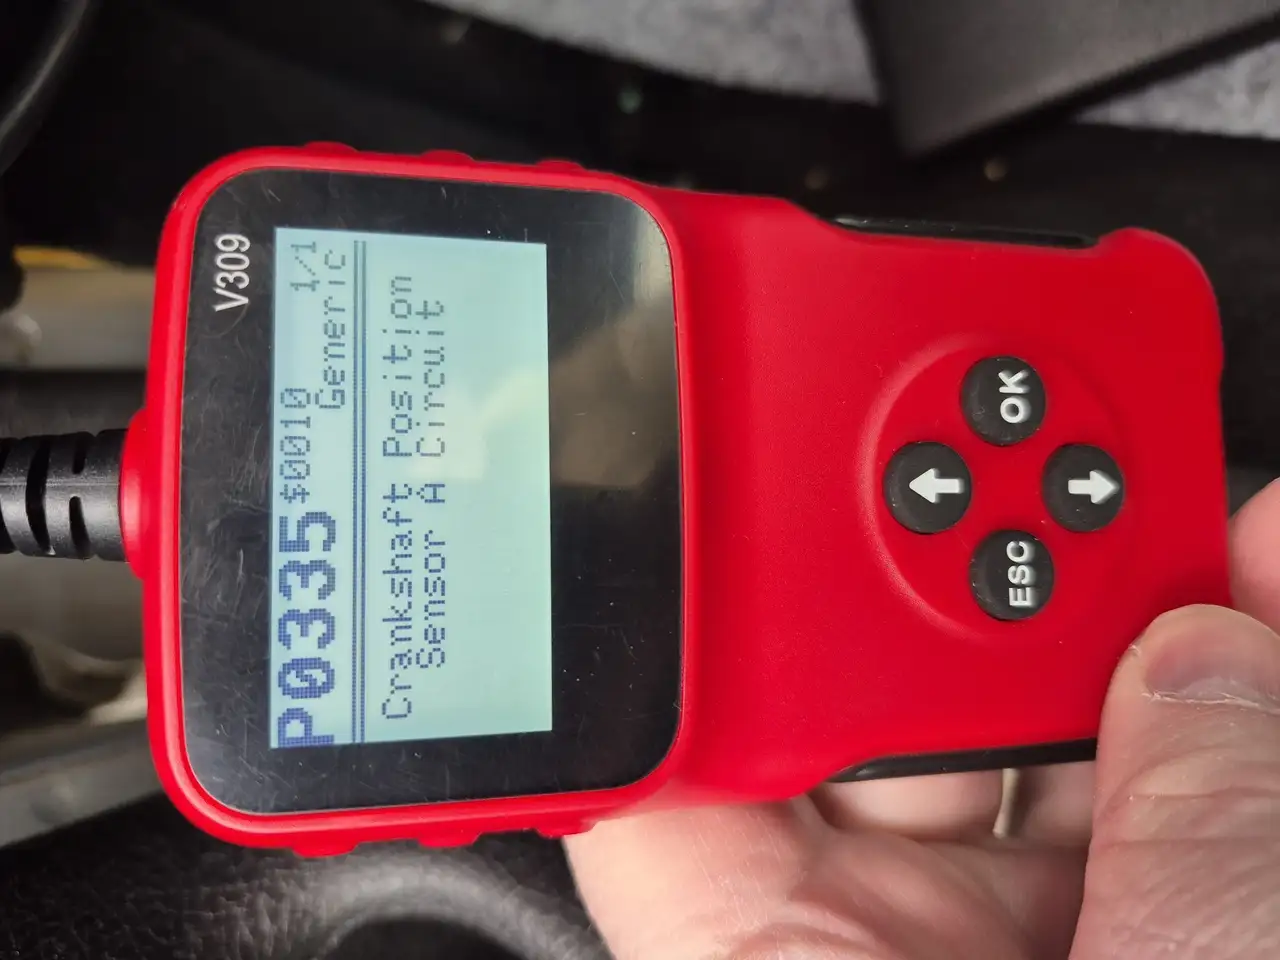 V309
P0335 $0010 1/1
Generic
Crankshaft Position
Sensor A Circuit
OK
ESC